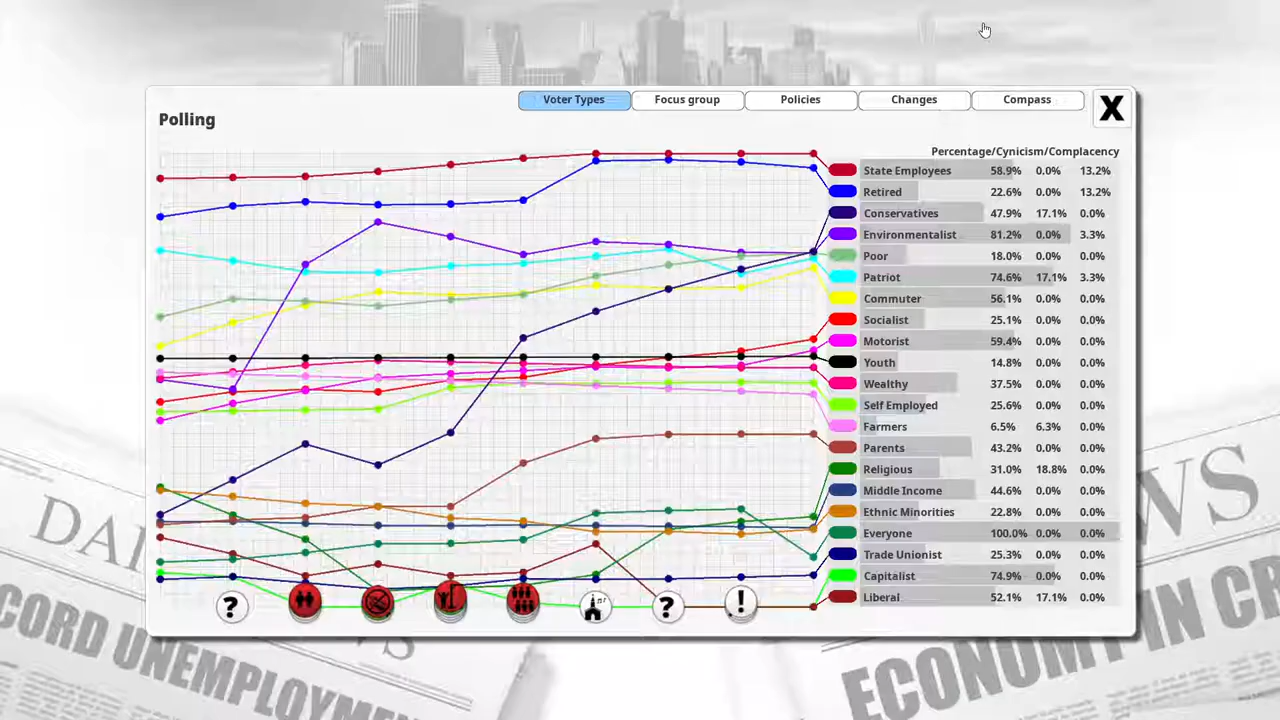 Voter Types Focus group Policies Changes Compass X
Polling
Percentage/Cynicism/Complacency
State Employees 58.9% 0.0% 13.2%
Retired 22.6% 0.0% 13.2%
Conservatives 47.9% 17.1% 0.0%
Environmentalist 81.2% 0.0% 3.3%
Poor 18.0% 0.0% 0.0%
Patriot 74.6% 17.1% 3.3%
Commuter 56.1% 0.0% 0.0%
Socialist 25.1% 0.0% 0.0%
Motorist 59.4% 0.0% 0.0%
Youth 14.8% 0.0% 0.0%
Wealthy 37.5% 0.0% 0.0%
Self Employed 25.6% 0.0% 0.0%
Farmers 6.5% 6.3% 0.0%
Parents 43.2% 0.0% 0.0%
Religious 31.0% 18.8% 0.0%
Middle Income 44.6% 0.0% 0.0%
Ethnic Minorities 22.8% 0.0% 0.0%
Everyone 100.0% 0.0% 0.0%
Trade Unionist 25.3% 0.0% 0.0%
Capitalist 74.9% 17.1% 0.0%
Liberal 52.1% 17.1% 0.0%
? ? !